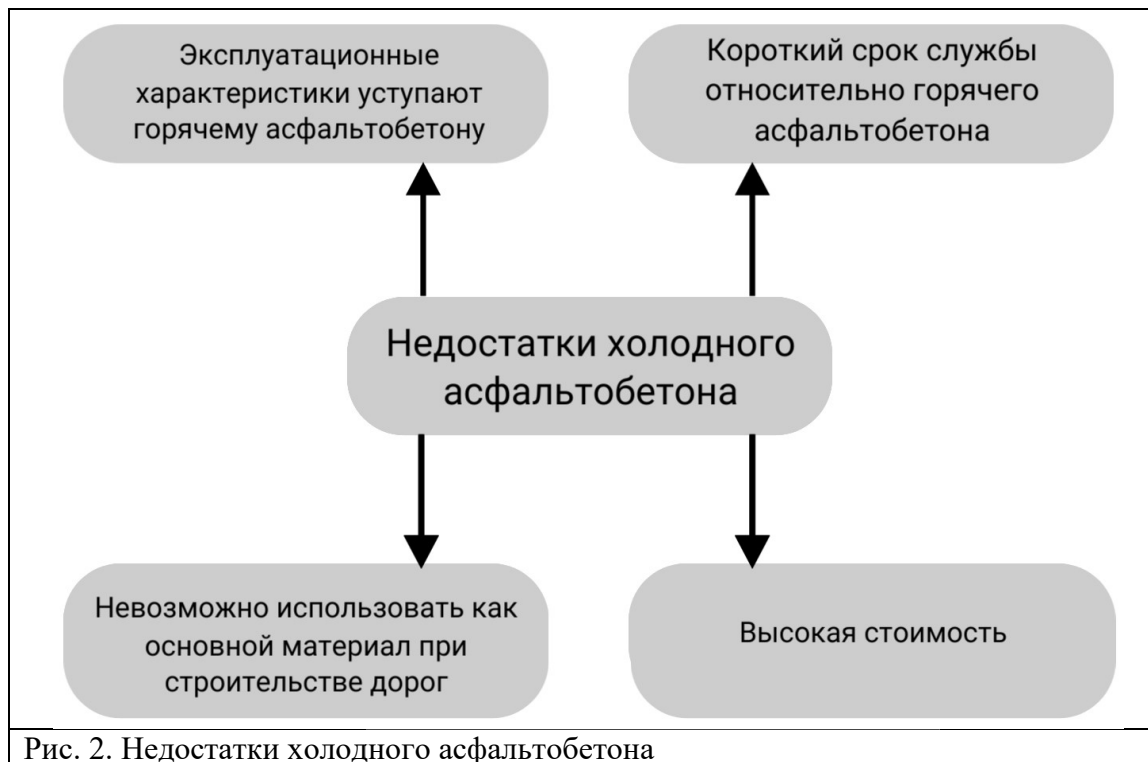 Эксплуатационные
характеристики уступают
горячему асфальтобетону
Короткий срок службы
относительно горячего
асфальтобетона
Недостатки холодного
асфальтобетона
Невозможно использовать как
основной материал при
строительстве дорог
Высокая стоимость
Рис. 2. Недостатки холодного асфальтобетона